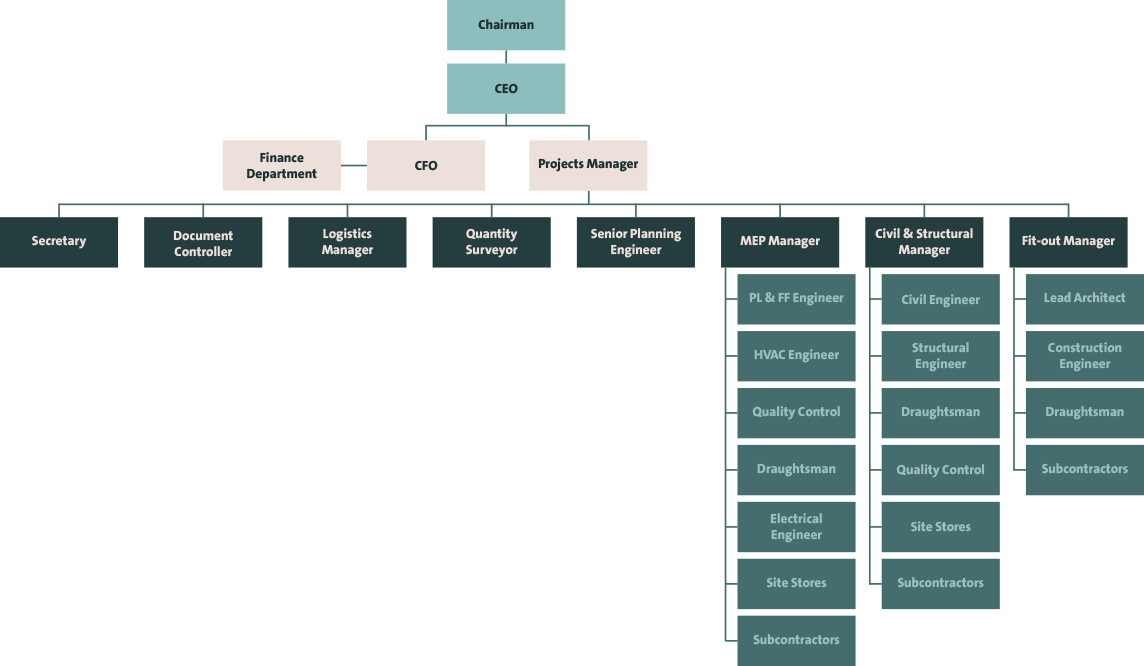 Chairman
CEO
Finance
Department
CFO
Projects Manager
Secretary
Document
Controller
Logistics
Manager
Quantity
Surveyor
Senior Planning
Engineer
MEP Manager
Civil & Structural
Manager
Fit-out Manager
PL & FF Engineer
HVAC Engineer
Quality Control
Draughtsman
Electrical
Engineer
Site Stores
Subcontractors
Civil Engineer
Structural
Engineer
Draughtsman
Quality Control
Site Stores
Subcontractors
Lead Architect
Construction
Engineer
Draughtsman
Subcontractors